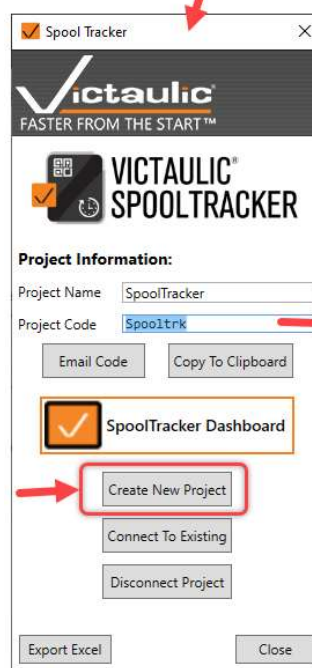 Spool Tracker
Victaulic®
FASTER FROM THE START™
VICTAULIC®
SPOOLTRACKER
Project Information:
Project Name SpoolTracker
Project Code Spooltrk
Email Code Copy To Clipboard
SpoolTracker Dashboard
Create New Project
Connect To Existing
Disconnect Project
Export Excel Close